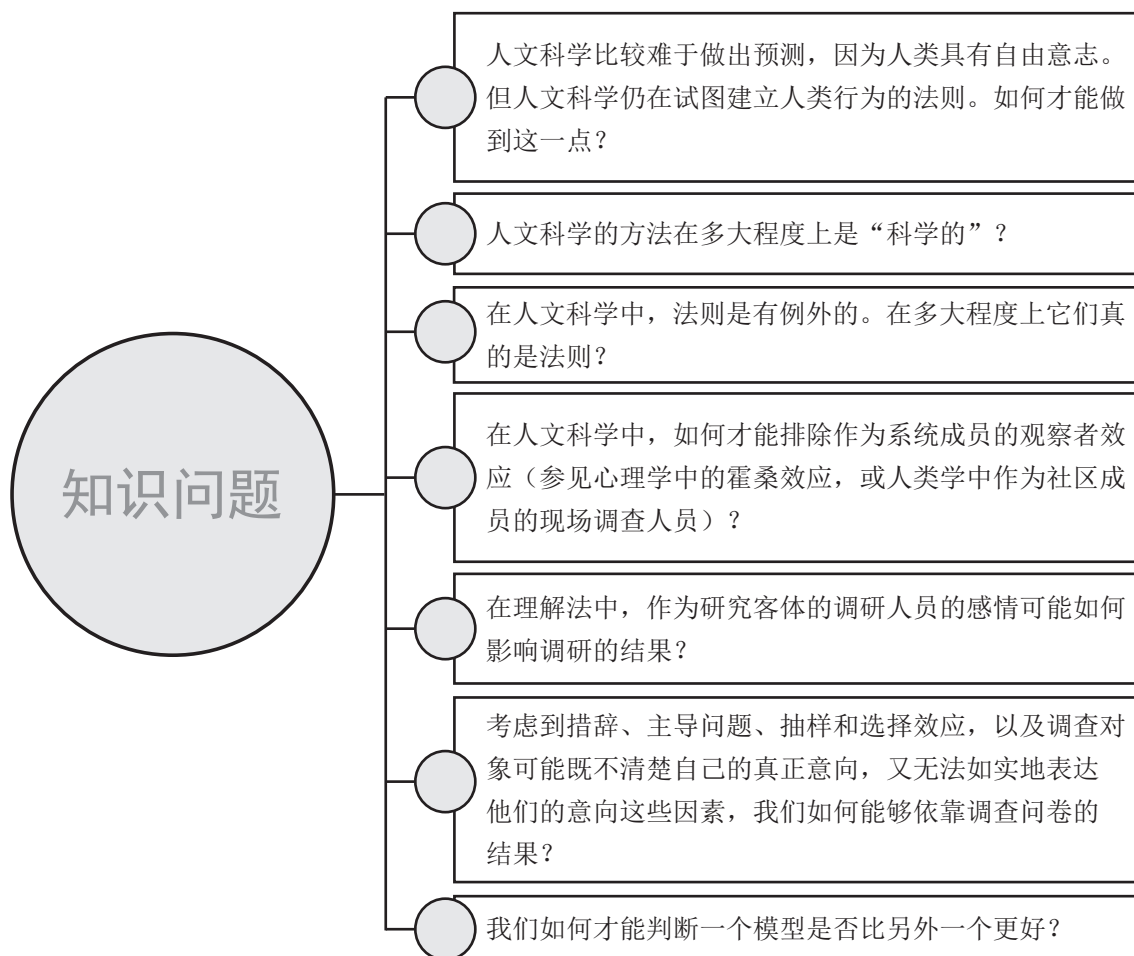 知识问题
人文科学比较难于做出预测，因为人类具有自由意志。
但人文科学仍在试图建立人类行为的法则。如何才能做
到这一点？
人文科学的方法在多大程度上是“科学的”？
在人文科学中，法则是有例外的。在多大程度上它们真
的是法则？
在人文科学中，如何才能排除作为系统成员的观察者效
应（参见心理学中的霍桑效应，或人类学中作为社区成
员的现场调查人员）？
在理解法中，作为研究客体的调研人员的感情可能如何
影响调研的结果？
考虑到措辞、主导问题、抽样和选择效应，以及调查对
象可能既不清楚自己的真正意向，又无法如实地表达
他们的意向这些因素，我们如何能够依靠调查问卷的
结果？
我们如何才能判断一个模型是否比另外一个更好？